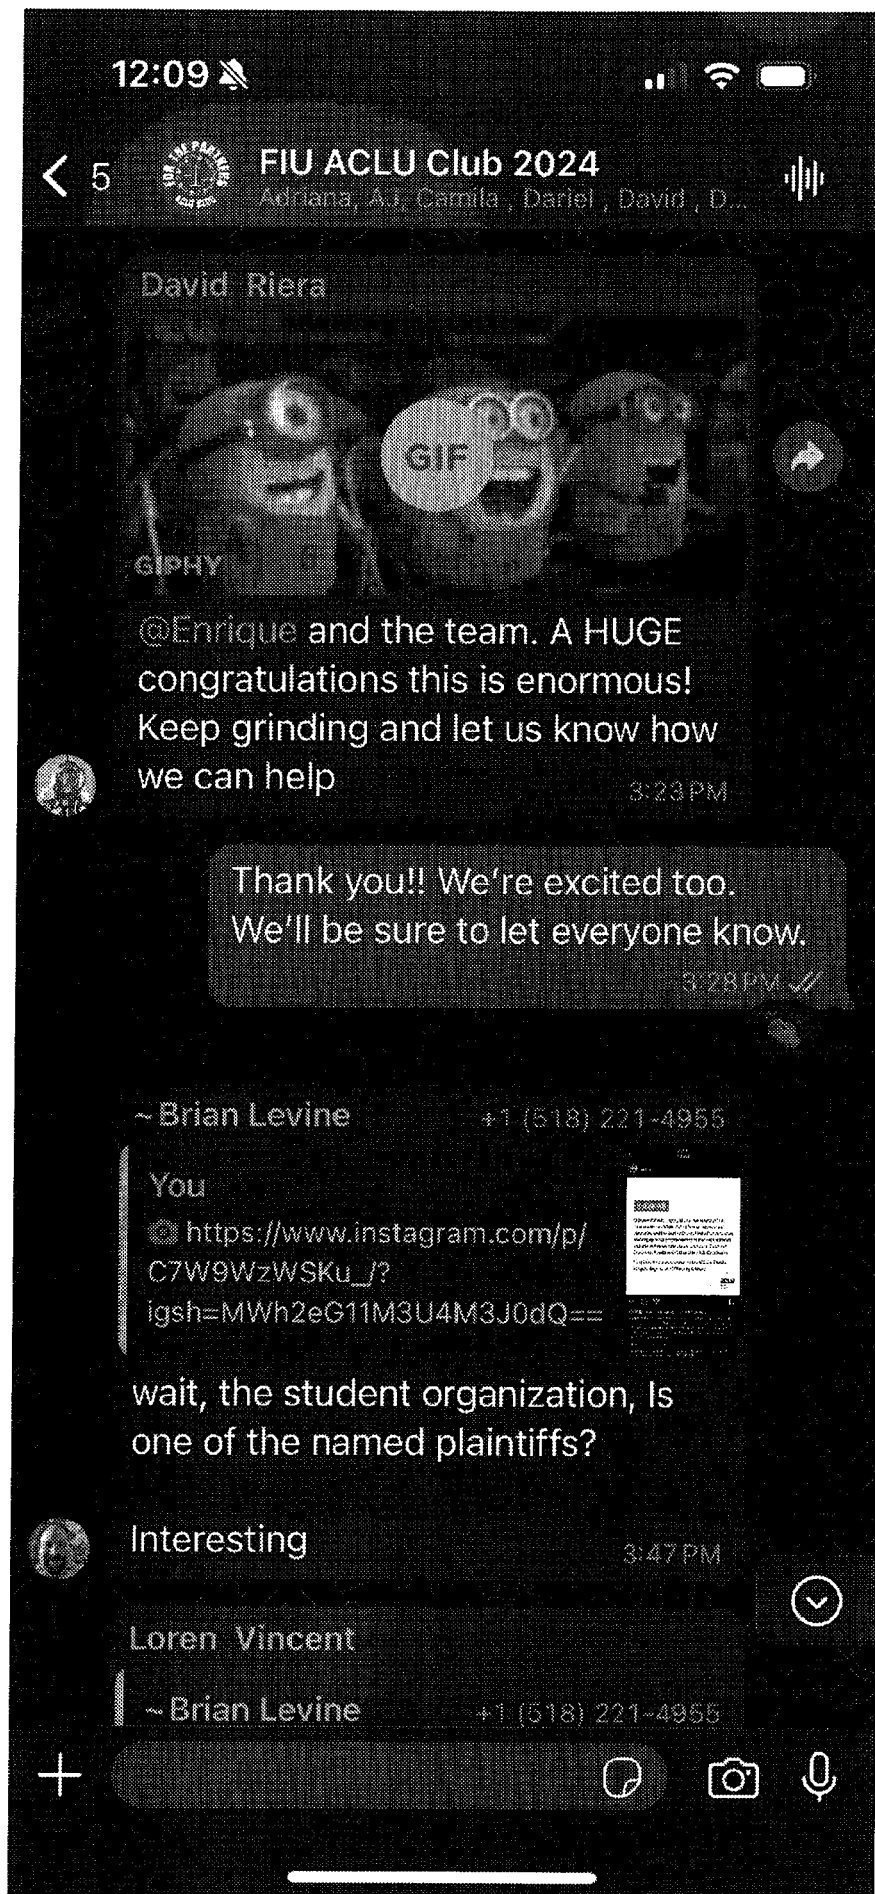 12:09
5
FOR THE PARTNERS
FIU ACLU Club 2024
Adriana, AJ, Camila , Dariel , David , D...
David Riera
GIF
GIPHY
@Enrique and the team. A HUGE
congratulations this is enormous!
Keep grinding and let us know how
we can help
3:23 PM
Thank you!! We're excited too.
We'll be sure to let everyone know.
3:28 PM
~ Brian Levine +1 (518) 221-4955
You
https://www.instagram.com/p/
C7W9WzWSKu_/?
igsh=MWh2eG11M3U4M3J0dQ==
wait, the student organization, Is
one of the named plaintiffs?
Interesting
3:47 PM
Loren Vincent
~ Brian Levine +1 (518) 221-4955